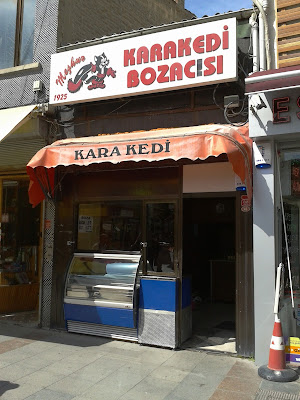 Meşhur
KARAKEDİ
BOZACISI
1925
KARA KEDİ